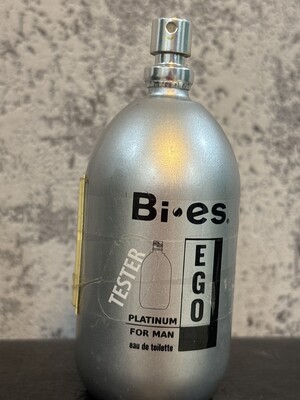 Bi•es.
EGO
TESTER
PLATINUM
FOR MAN
eau de toilette